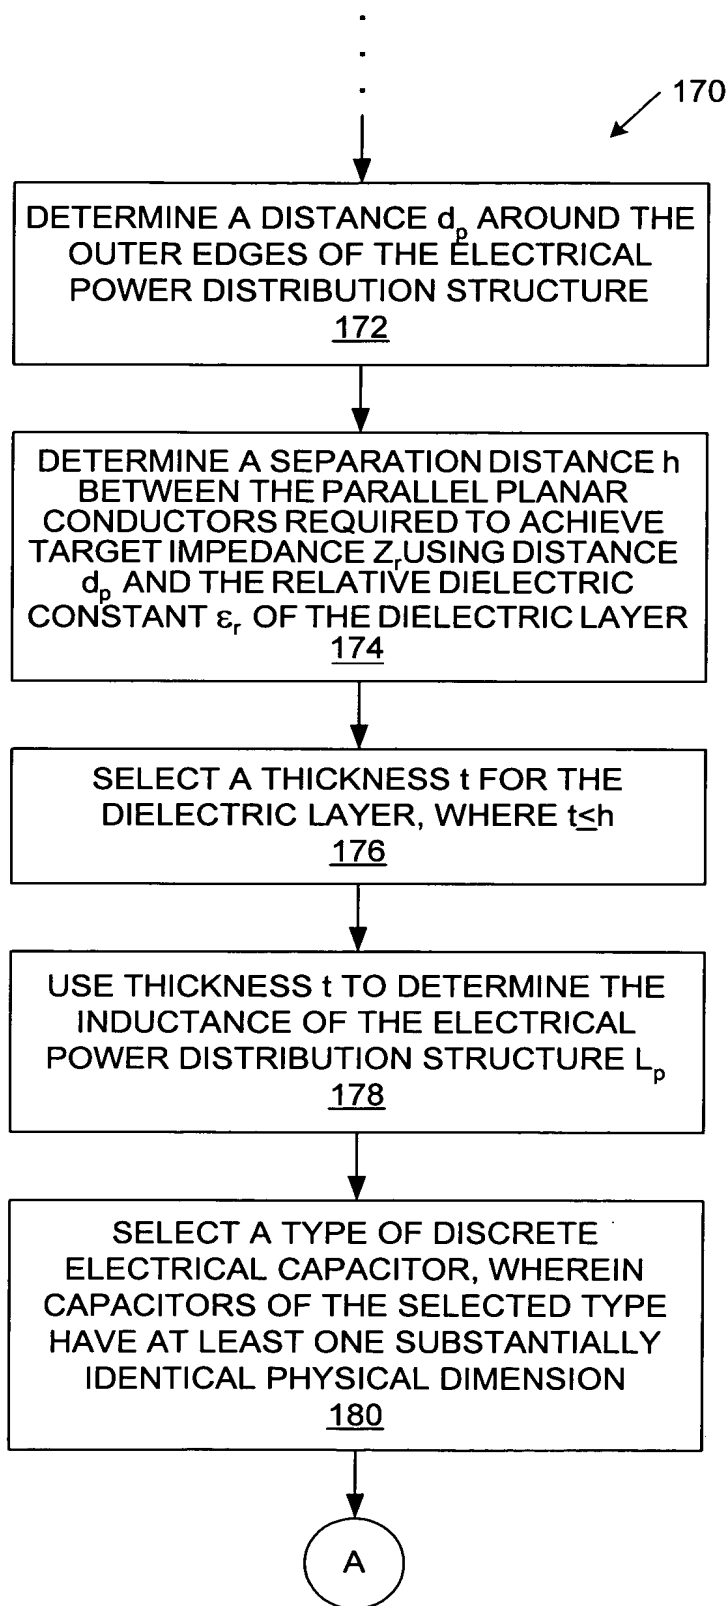 170
DETERMINE A DISTANCE dp AROUND THE
OUTER EDGES OF THE ELECTRICAL
POWER DISTRIBUTION STRUCTURE
172
DETERMINE A SEPARATION DISTANCE h
BETWEEN THE PARALLEL PLANAR
CONDUCTORS REQUIRED TO ACHIEVE
TARGET IMPEDANCE Zr USING DISTANCE
dp AND THE RELATIVE DIELECTRIC
CONSTANT εr OF THE DIELECTRIC LAYER
174
SELECT A THICKNESS t FOR THE
DIELECTRIC LAYER, WHERE t≤h
176
USE THICKNESS t TO DETERMINE THE
INDUCTANCE OF THE ELECTRICAL
POWER DISTRIBUTION STRUCTURE Lp
178
SELECT A TYPE OF DISCRETE
ELECTRICAL CAPACITOR, WHEREIN
CAPACITORS OF THE SELECTED TYPE
HAVE AT LEAST ONE SUBSTANTIALLY
IDENTICAL PHYSICAL DIMENSION
180
A